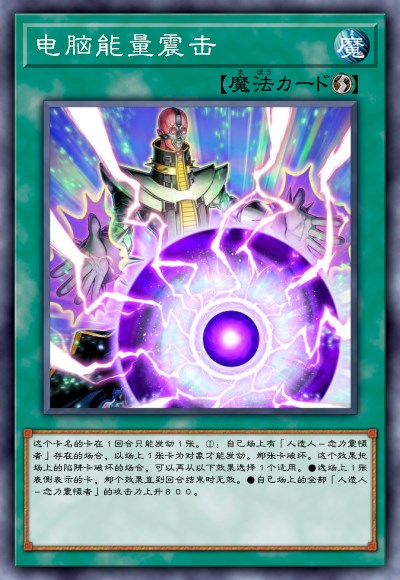 电脑能量震击
魔
【魔法カード】
ま ほう
这个卡名的卡在1回合只能发动1张。①：自己场上有「人造人－念力震慑
者」存在的场合，以场上1张卡为对象才能发动。那张卡破坏。这个效果把
场上的陷阱卡破坏的场合，可以再从以下效果选择1个适用。●选场上1张
表侧表示的卡，那个效果直到回合结束时无效。●自己场上的全部「人造人
－念力震慑者」的攻击力上升８００。